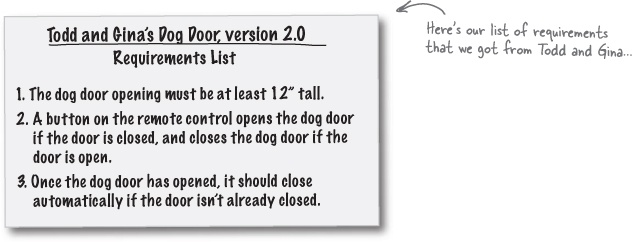 Todd and Gina's Dog Door, version 2.0
Requirements List
Here's our list of requirements
that we got from Todd and Gina...
1. The dog door opening must be at least 12" tall.
2. A button on the remote control opens the dog door
if the door is closed, and closes the dog door if the
door is open.
3. Once the dog door has opened, it should close
automatically if the door isn't already closed.